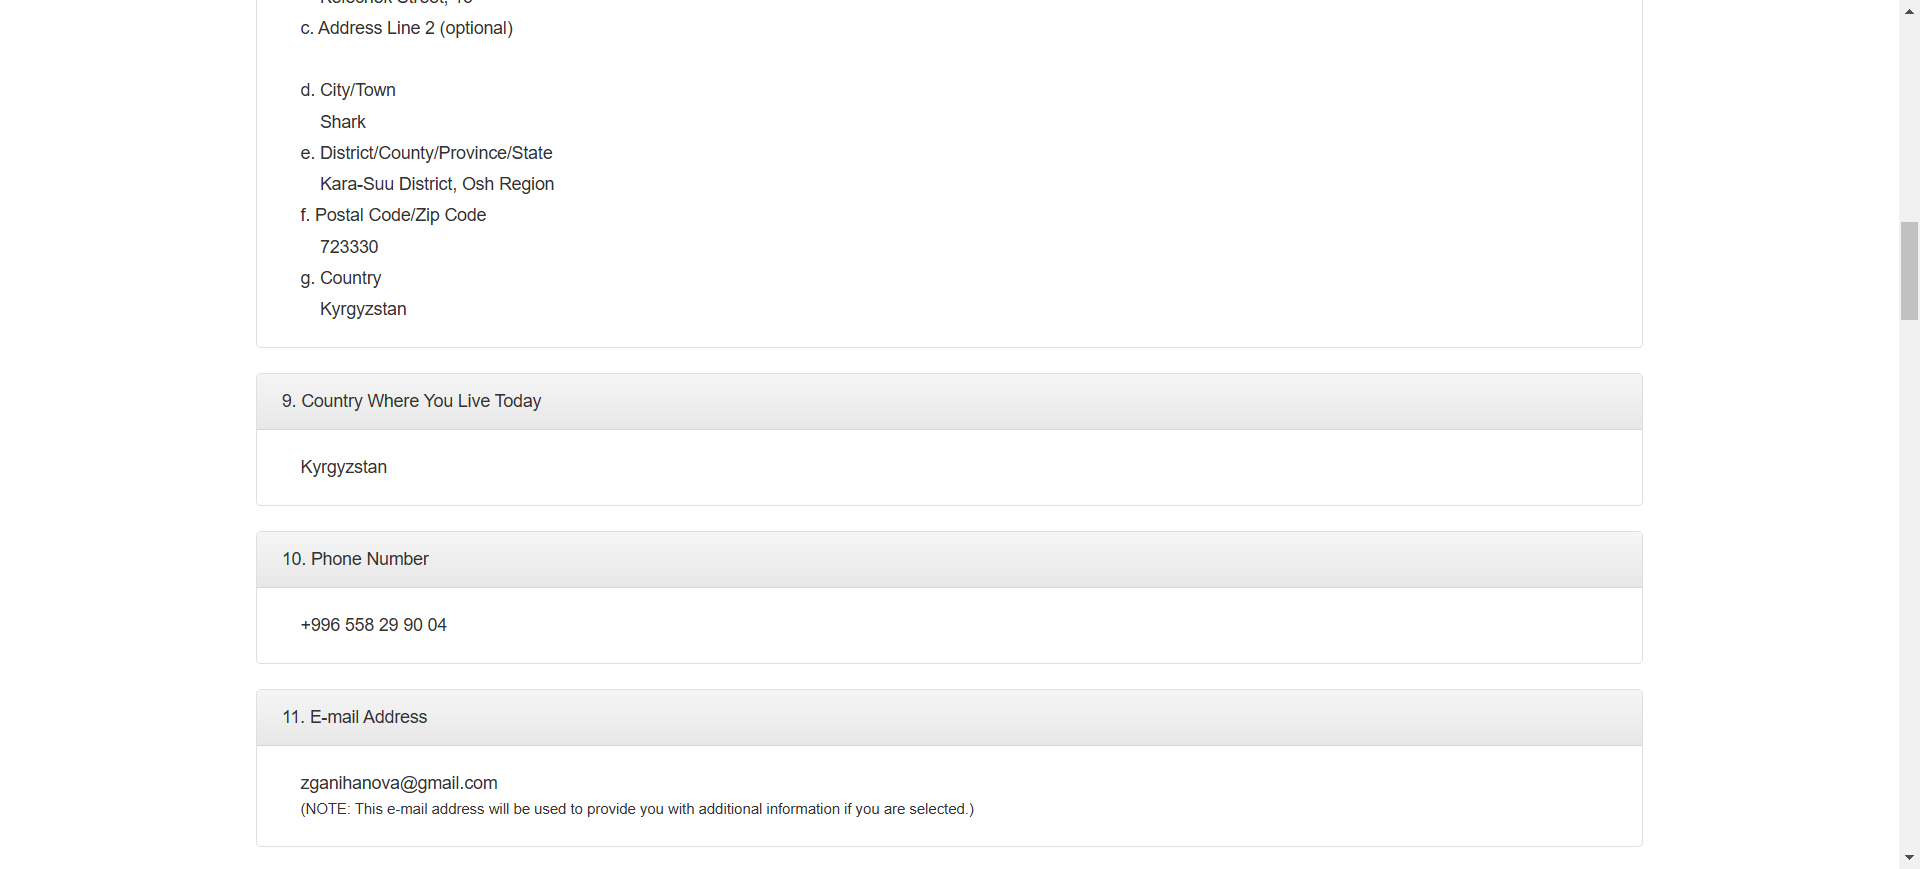 c. Address Line 2 (optional)
d. City/Town
Shark
e. District/County/Province/State
Kara-Suu District, Osh Region
f. Postal Code/Zip Code
723330
g. Country
Kyrgyzstan
9. Country Where You Live Today
Kyrgyzstan
10. Phone Number
+996 558 29 90 04
11. E-mail Address
zganihanova@gmail.com
(NOTE: This e-mail address will be used to provide you with additional information if you are selected.)